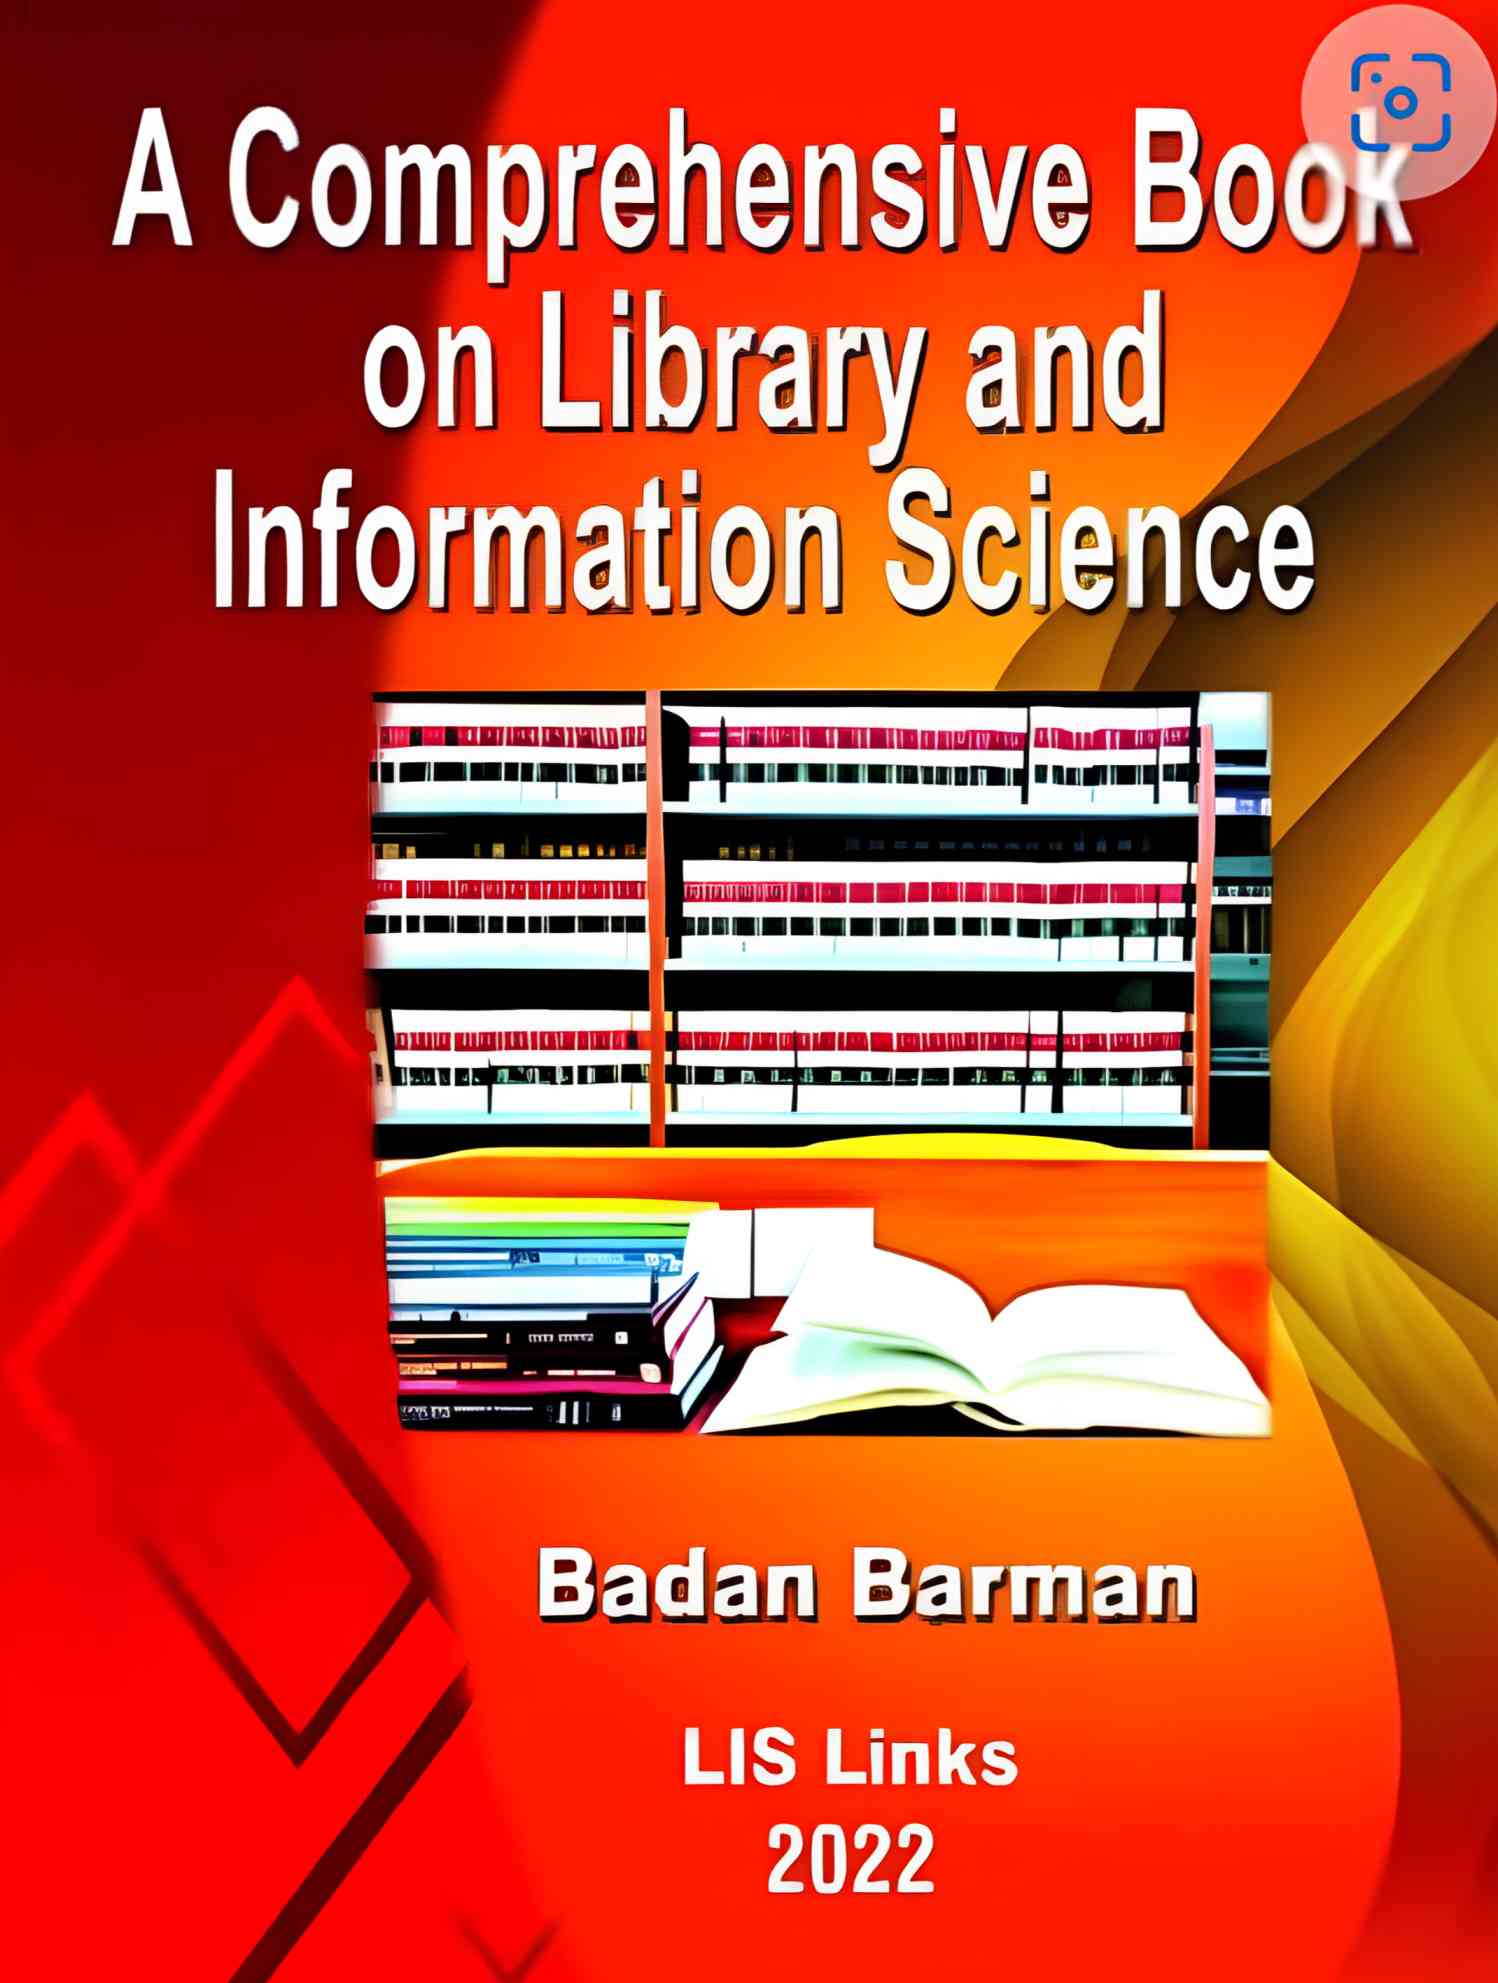 A Comprehensive Book
on Library and
Information Science
Badan Barman
LIS Links
2022